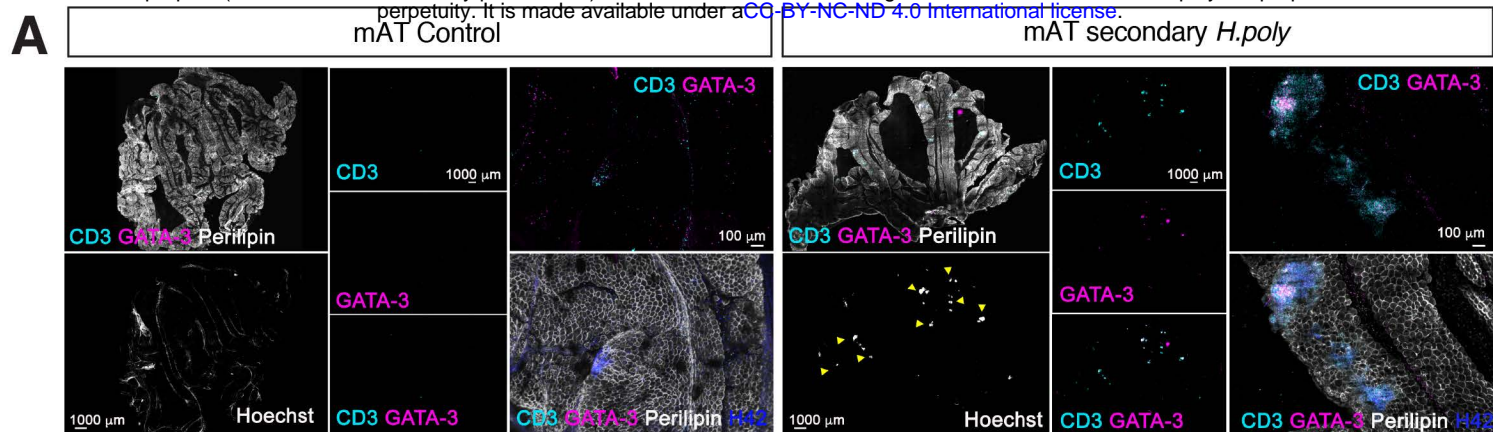 perpetuity. It is made available under aCC-BY-NC-ND 4.0 International license.
A
mAT Control
mAT secondary H.poly
CD3 GATA-3 Perilipin
CD3
1000 µm
CD3 GATA-3
100 µm
GATA-3
1000 µm
Hoechst
CD3 GATA-3
CD3 GATA-3 Perilipin H42
CD3 GATA-3 Perilipin
CD3
1000 µm
CD3 GATA-3
100 µm
GATA-3
1000 µm
Hoechst
CD3 GATA-3
CD3 GATA-3 Perilipin H42